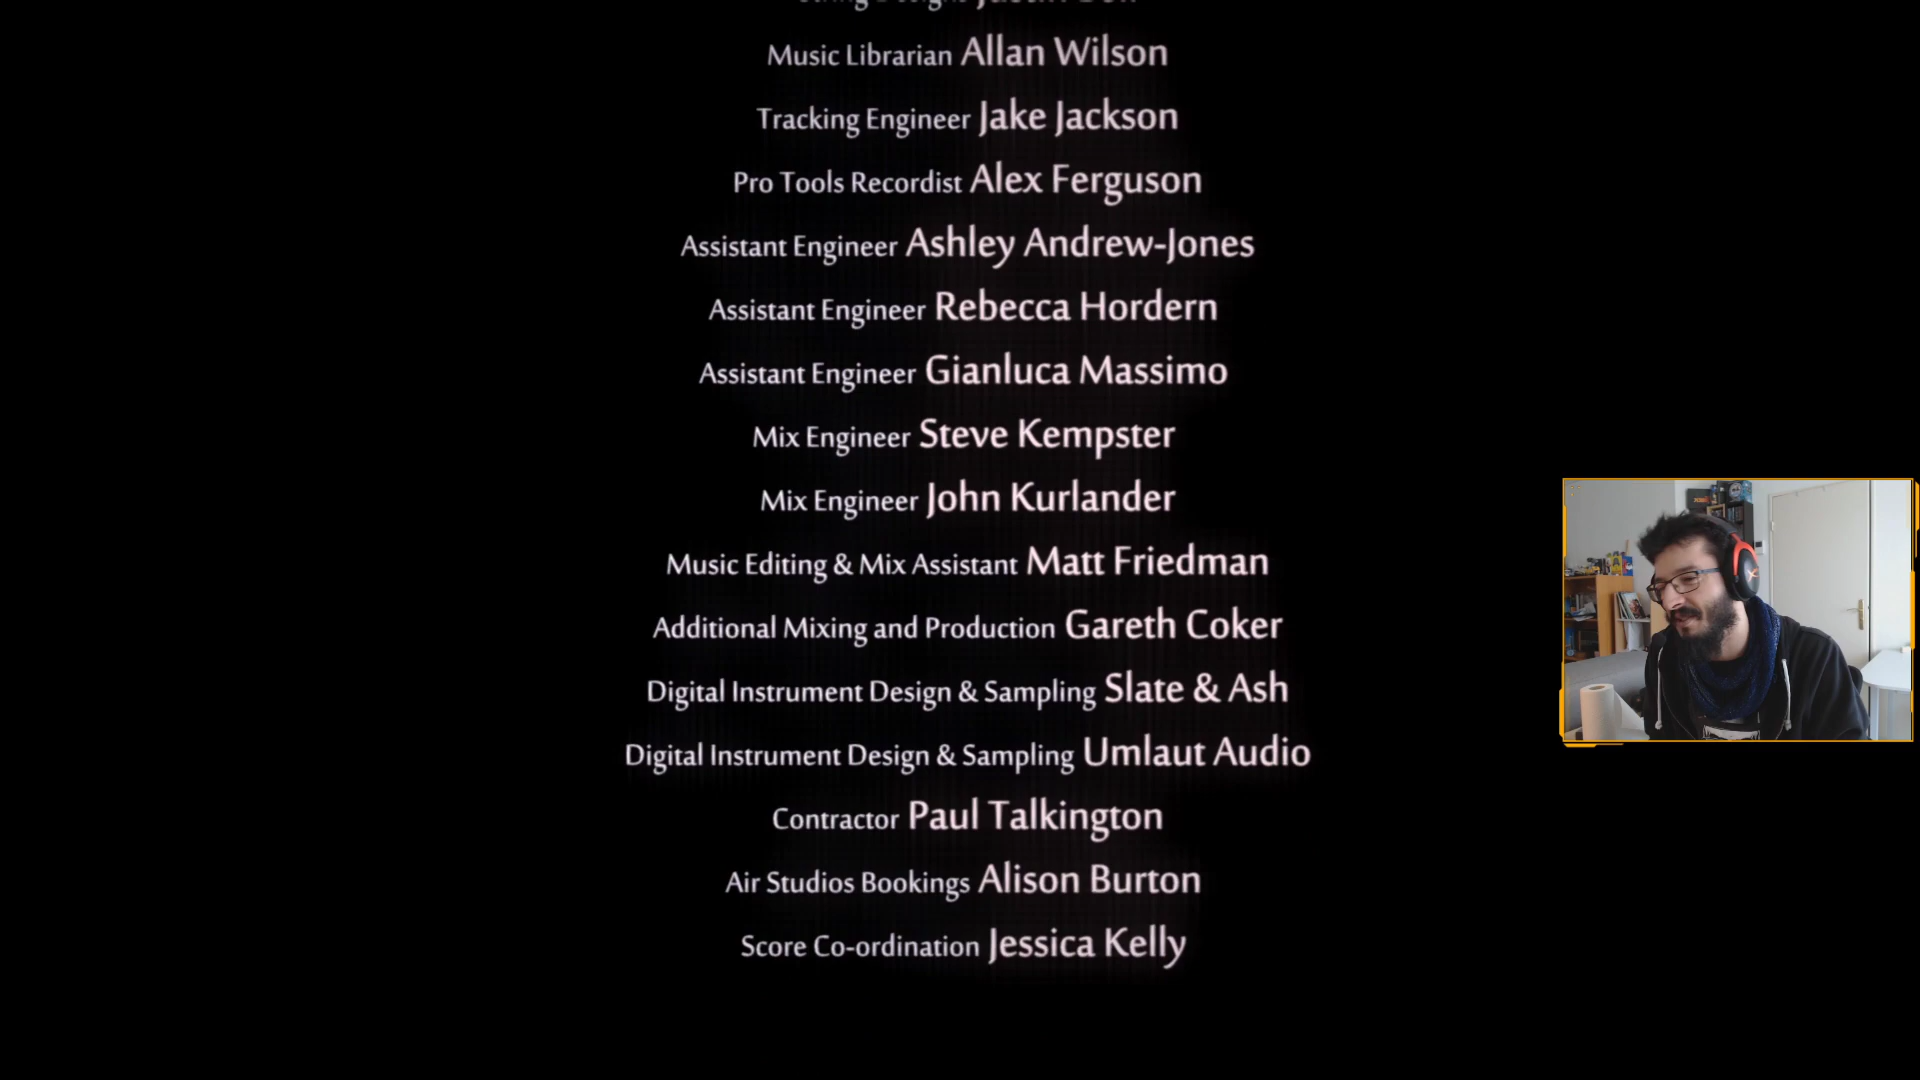 Music Librarian Allan Wilson
Tracking Engineer Jake Jackson
Pro Tools Recordist Alex Ferguson
Assistant Engineer Ashley Andrew-Jones
Assistant Engineer Rebecca Hordern
Assistant Engineer Gianluca Massimo
Mix Engineer Steve Kempster
Mix Engineer John Kurlander
Music Editing & Mix Assistant Matt Friedman
Additional Mixing and Production Gareth Coker
Digital Instrument Design & Sampling Slate & Ash
Digital Instrument Design & Sampling Umlaut Audio
Contractor Paul Talkington
Air Studios Bookings Alison Burton
Score Co-ordination Jessica Kelly